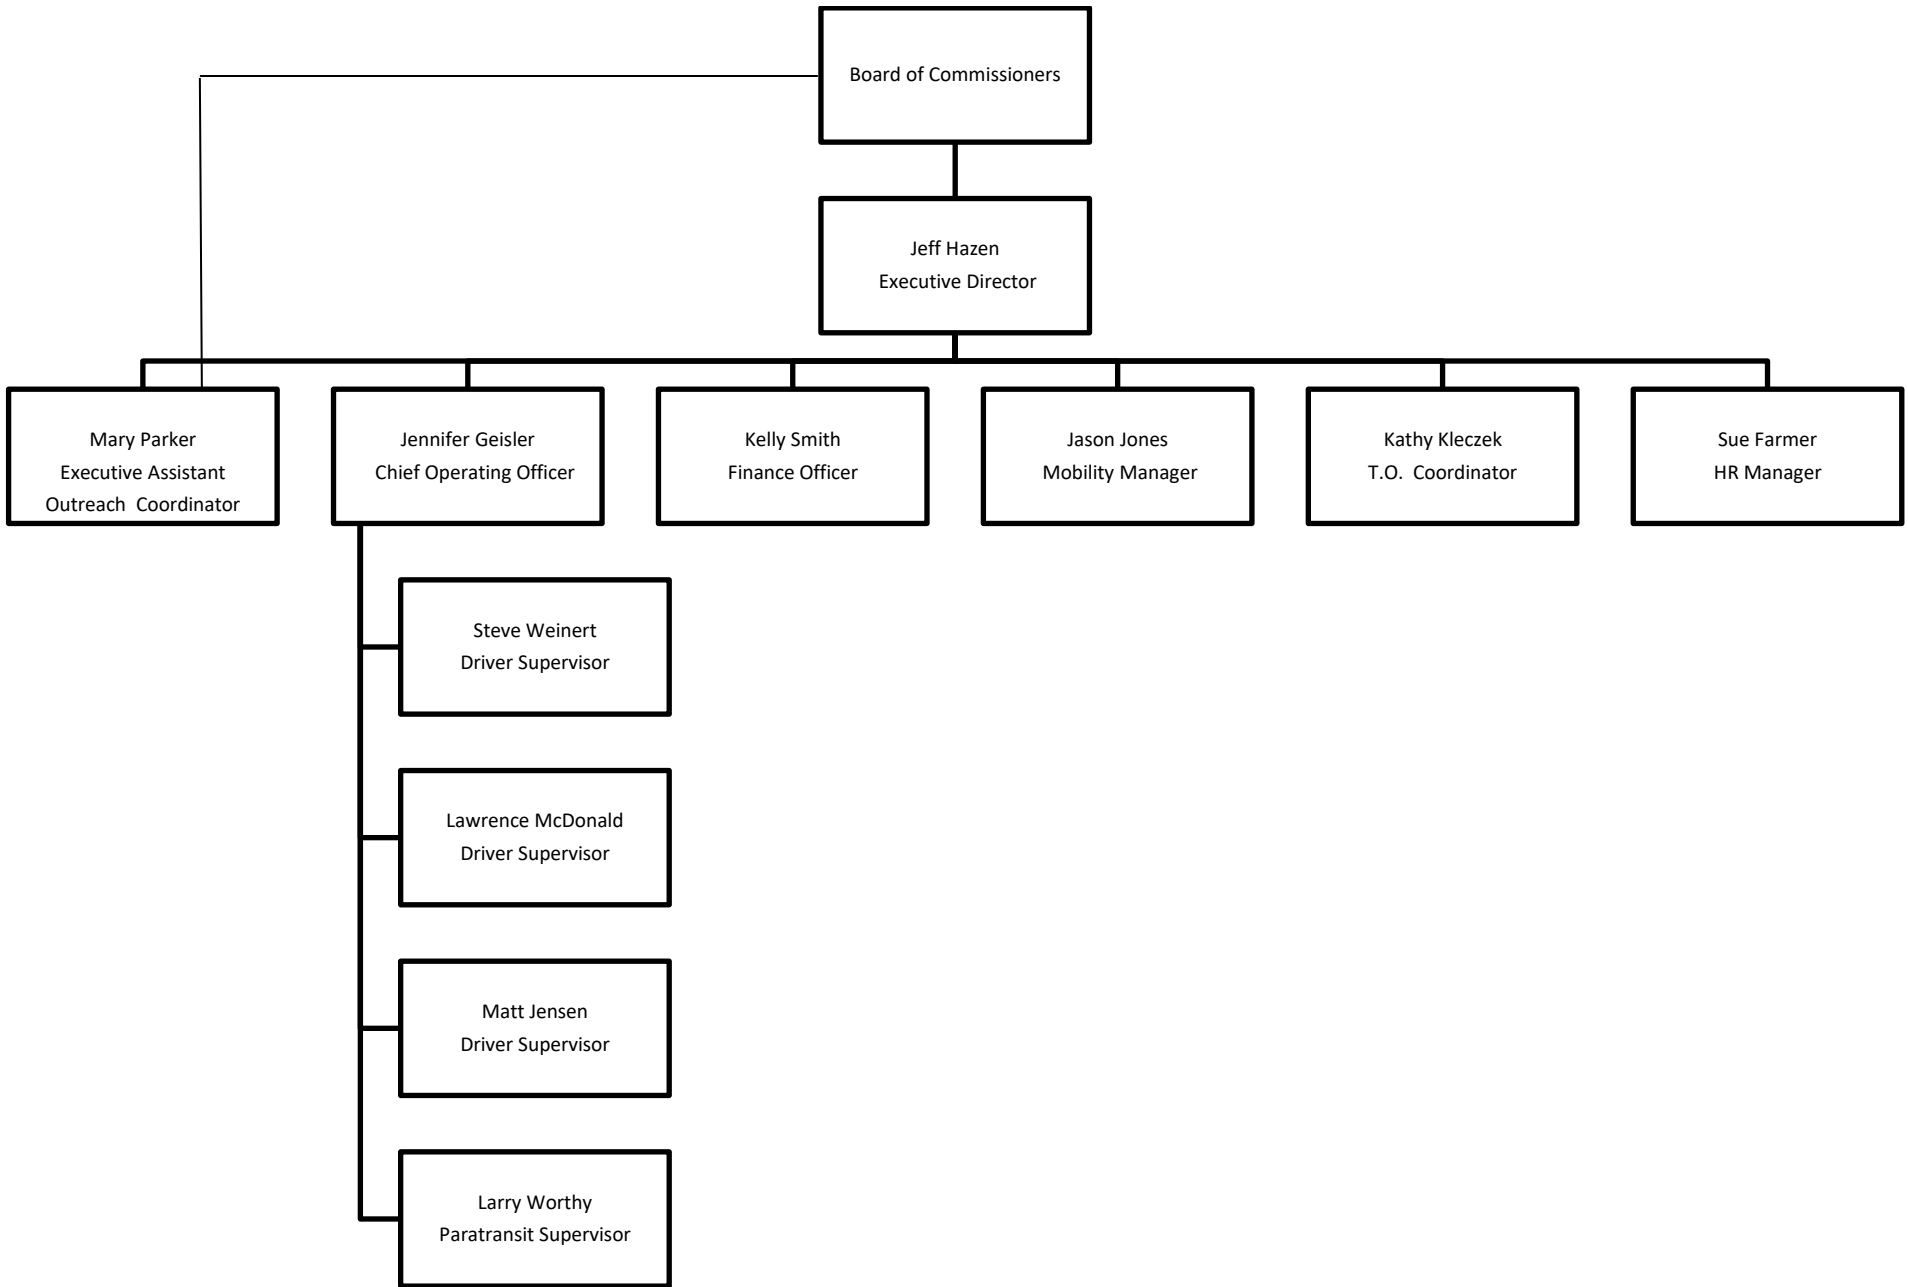 Board of Commissioners
Jeff Hazen
Executive Director
Mary Parker
Executive Assistant
Outreach  Coordinator
Jennifer Geisler
Chief Operating Officer
Kelly Smith
Finance Officer
Jason Jones
Mobility Manager
Kathy Kleczek
T.O.  Coordinator
Sue Farmer
HR Manager
Steve Weinert
Driver Supervisor
Lawrence McDonald
Driver Supervisor
Matt Jensen
Driver Supervisor
Larry Worthy
Paratransit Supervisor